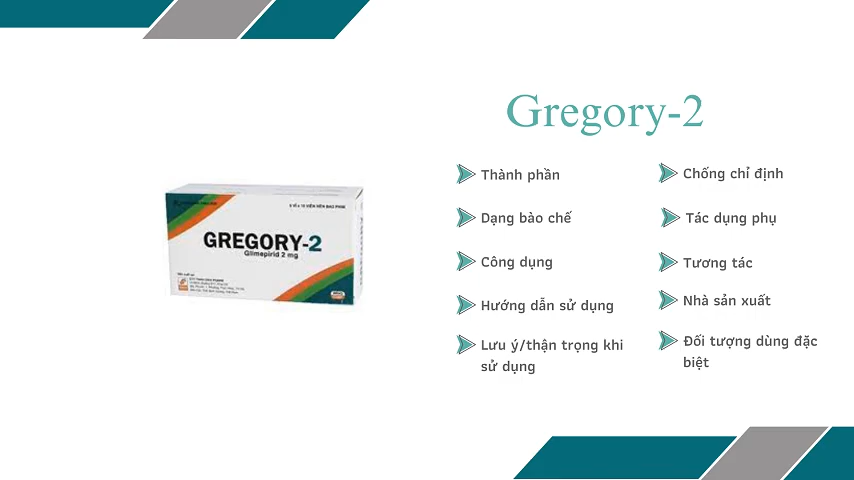 Gregory-2
Thành phần
Dạng bào chế
Công dụng
Hướng dẫn sử dụng
Lưu ý/thận trọng khi
sử dụng
Chống chỉ định
Tác dụng phụ
Tương tác
Nhà sản xuất
Đối tượng dùng đặc
biệt
GREGORY-2
Glimepirid 2 mg